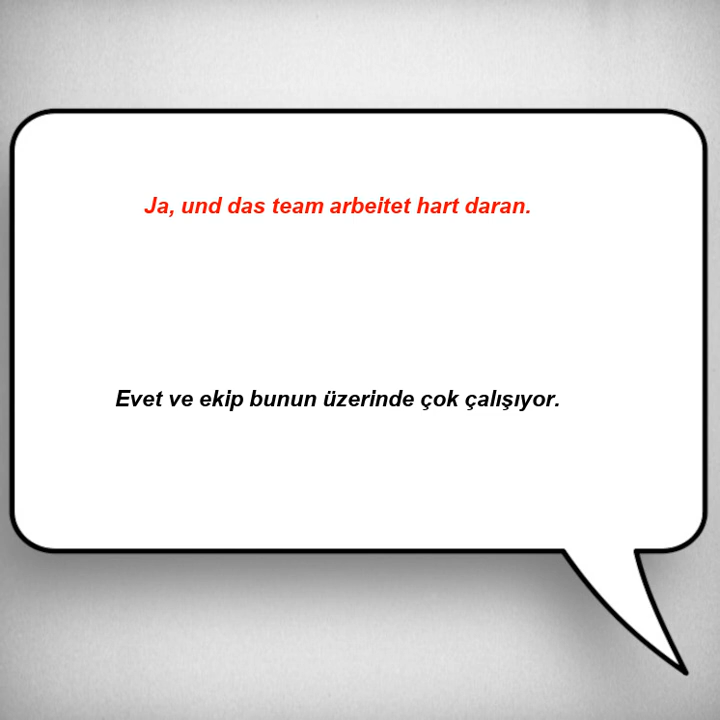 Ja, und das team arbeitet hart daran.
Evet ve ekip bunun üzerinde çok çalışıyor.